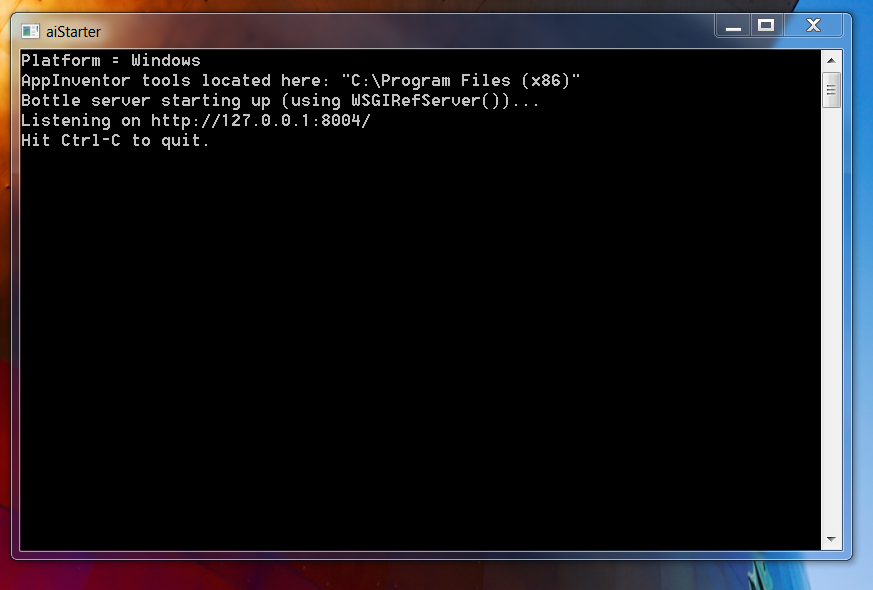 aiStarter
Platform = Windows
AppInventor tools located here: "C:\Program Files (x86)"
Bottle server starting up (using WSGIRefServer())...
Listening on http://127.0.0.1:8004/
Hit Ctrl-C to quit.